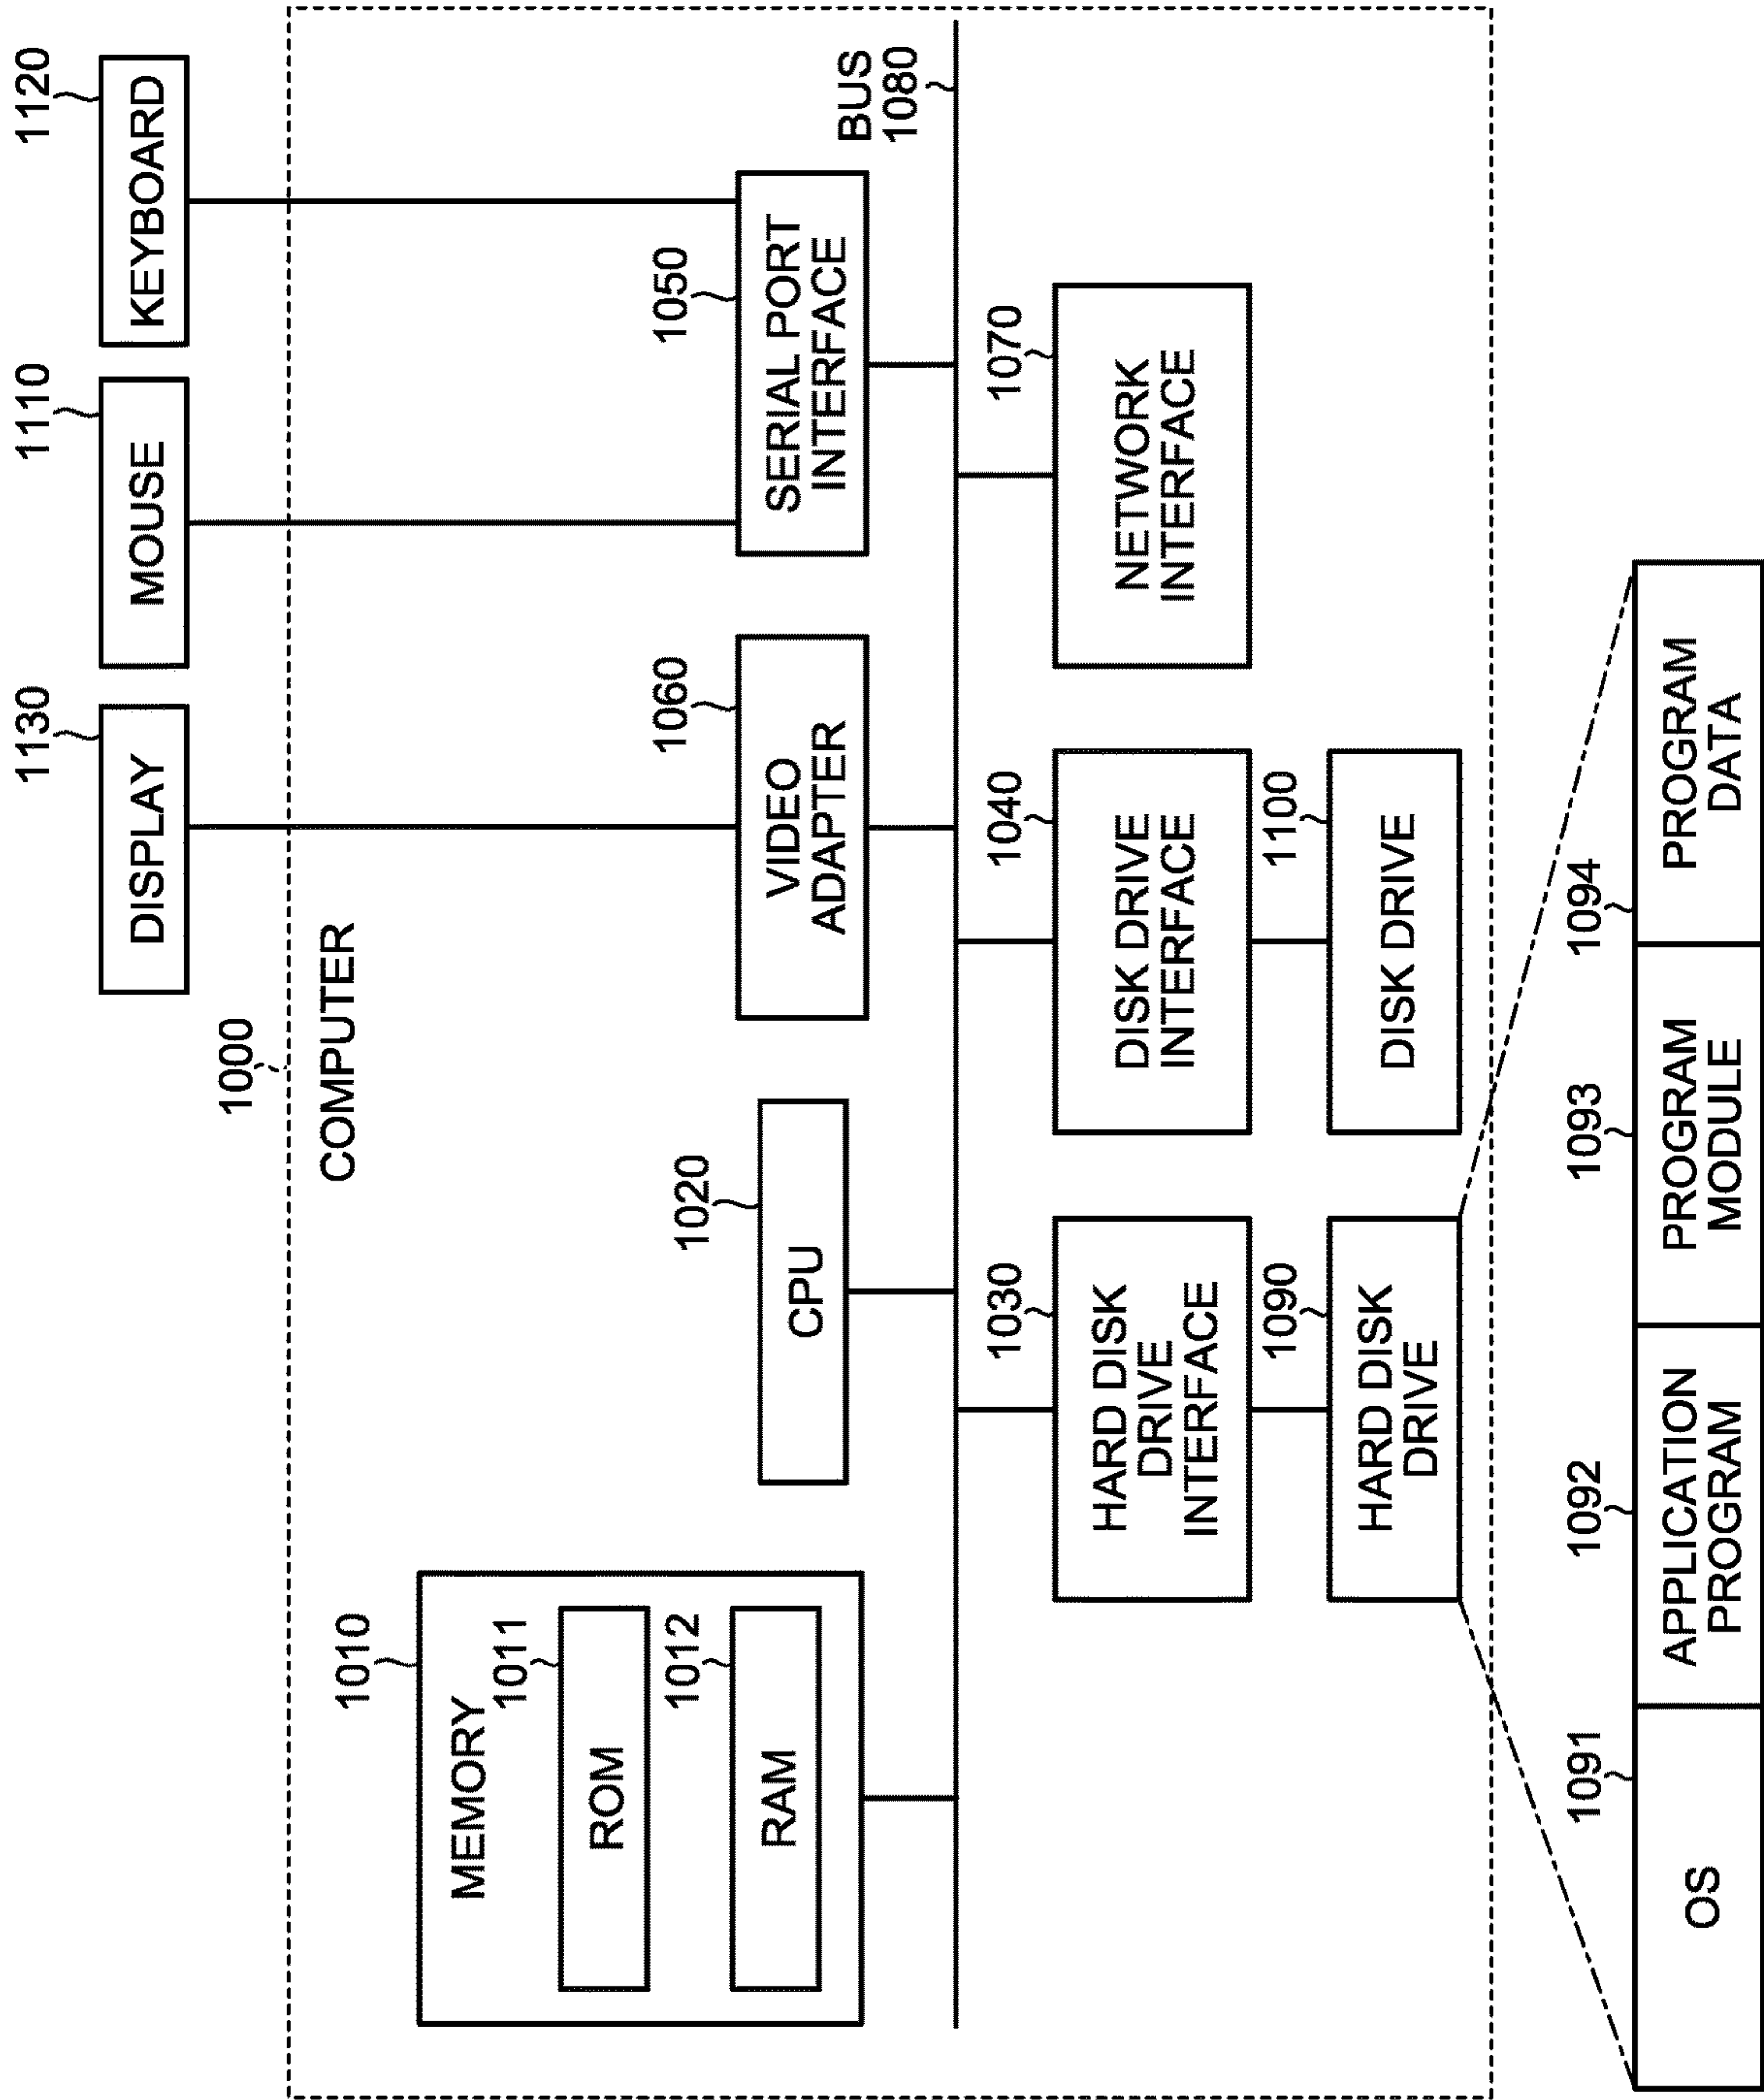 1130
DISPLAY
1110
MOUSE
1120
KEYBOARD
1000
COMPUTER
1010
MEMORY
1011
ROM
1012
RAM
1020
CPU
1060
VIDEO
ADAPTER
1050
SERIAL PORT
INTERFACE
BUS
1080
1030
HARD DISK
DRIVE
INTERFACE
1040
DISK DRIVE
INTERFACE
1070
NETWORK
INTERFACE
1090
HARD DISK
DRIVE
1100
DISK DRIVE
1091
OS
1092
APPLICATION
PROGRAM
1093
PROGRAM
MODULE
1094
PROGRAM
DATA